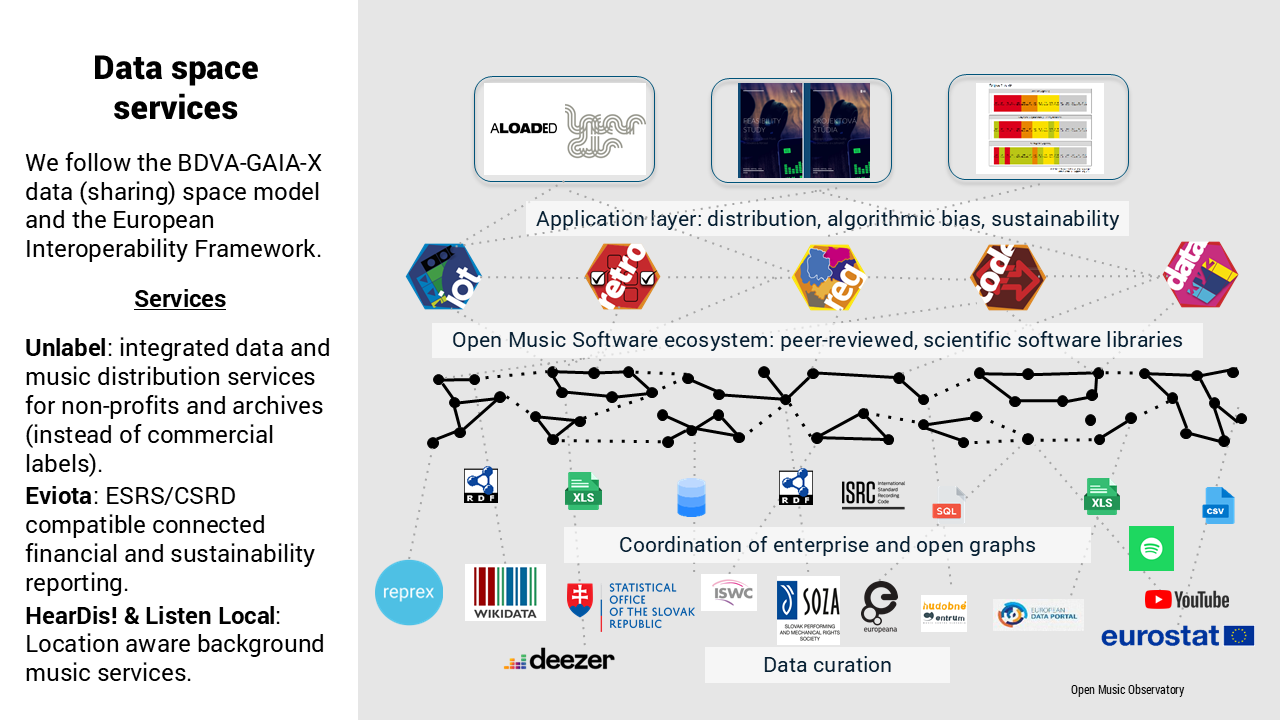 Data space
services
We follow the BDVA-GAIA-X
data (sharing) space model
and the European
Interoperability Framework.
Services
Unlabel: integrated data and
music distribution services
for non-profits and archives
(instead of commercial
labels).
Eviota: ESRS/CSRD
compatible connected
financial and sustainability
reporting.
HearDis! & Listen Local:
Location aware background
music services.
ALOADED
FEASIBILITY
STUDY
PROJEKTOVÁ
ŠTÚDIA
Application layer: distribution, algorithmic bias, sustainability
iot
retro
reg
code
data
Open Music Software ecosystem: peer-reviewed, scientific software libraries
RDF
XLS
RDF
ISRC
International
Standard
Recording
Code
SQL
XLS
CSV
Coordination of enterprise and open graphs
reprex
WIKIDATA
STATISTICAL
OFFICE
OF THE SLOVAK
REPUBLIC
ISWC
SOZA
SLOVAK PERFORMING
AND MECHANICAL RIGHTS
SOCIETY
europeana
hudobné
centrum
EUROPEAN
DATA PORTAL
YouTube
eurostat
deezer
Data curation
Open Music Observatory